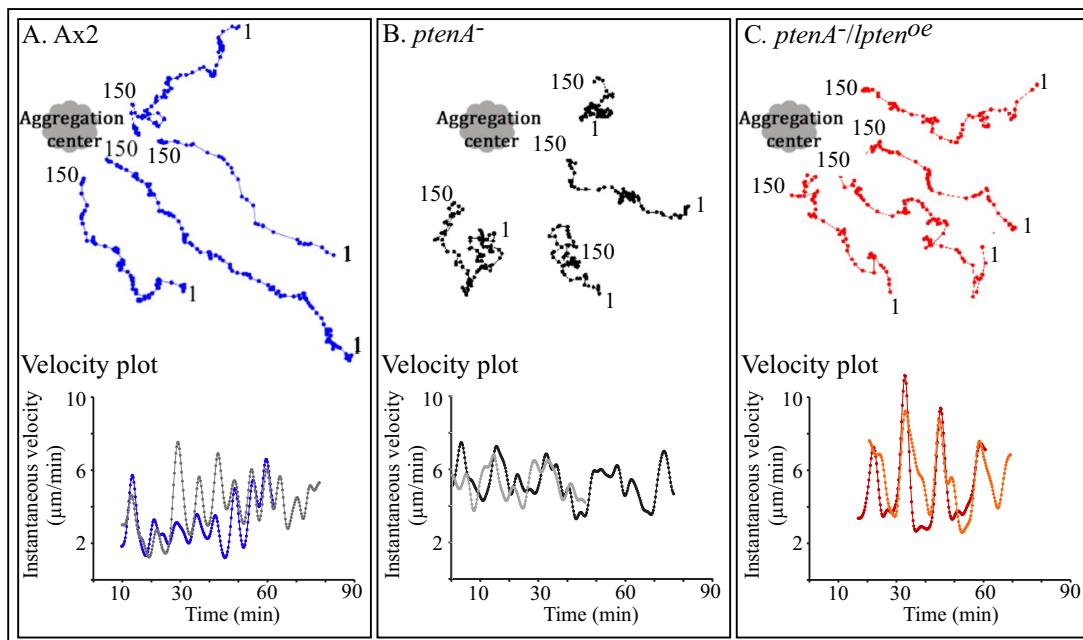 A. Ax2
1
150
Aggregation
center
150
150
150
1
1
1
Velocity plot
10
6
2
Instantaneous velocity
(μm/min)
10 30 60 90
Time (min)
B. ptenA-
150
1
Aggregation
center
150
1
150
1
150
1
Velocity plot
10
6
2
Instantaneous velocity
(μm/min)
10 30 60 90
Time (min)
C. ptenA-/lptenoe
150
1
Aggregation
center
150
150
150
1
1
1
Velocity plot
10
6
2
Instantaneous velocity
(μm/min)
10 30 60 90
Time (min)